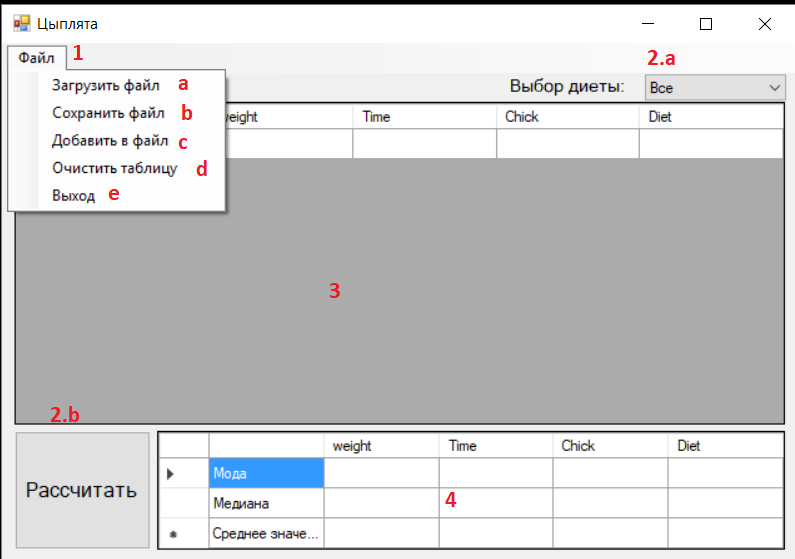 Цыплята
Файл 1
2.a
Загрузить файл a
Выбор диеты: Все
Сохранить файл b
weight Time Chick Diet
Добавить в файл c
Очистить таблицу d
Выход e
3
2.b
Рассчитать
weight Time Chick Diet
Мода
Медиана 4
Среднее значе...